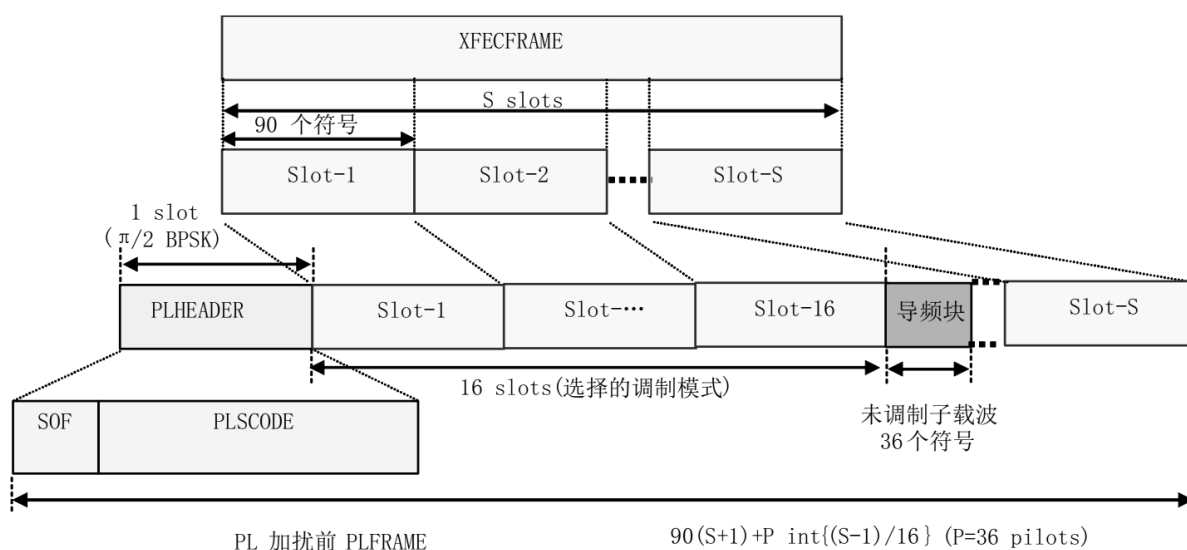 XFECFRAME
S slots
90 个符号
Slot-1
Slot-2
Slot-S
1 slot
(π/2 BPSK)
PLHEADER
Slot-1
Slot-⋯
Slot-16
导频块
Slot-S
16 slots(选择的调制模式)
未调制子载波
36个符号
SOF
PLSCODE
PL 加扰前 PLFRAME
90(S+1)+P int{(S-1)/16} (P=36 pilots)